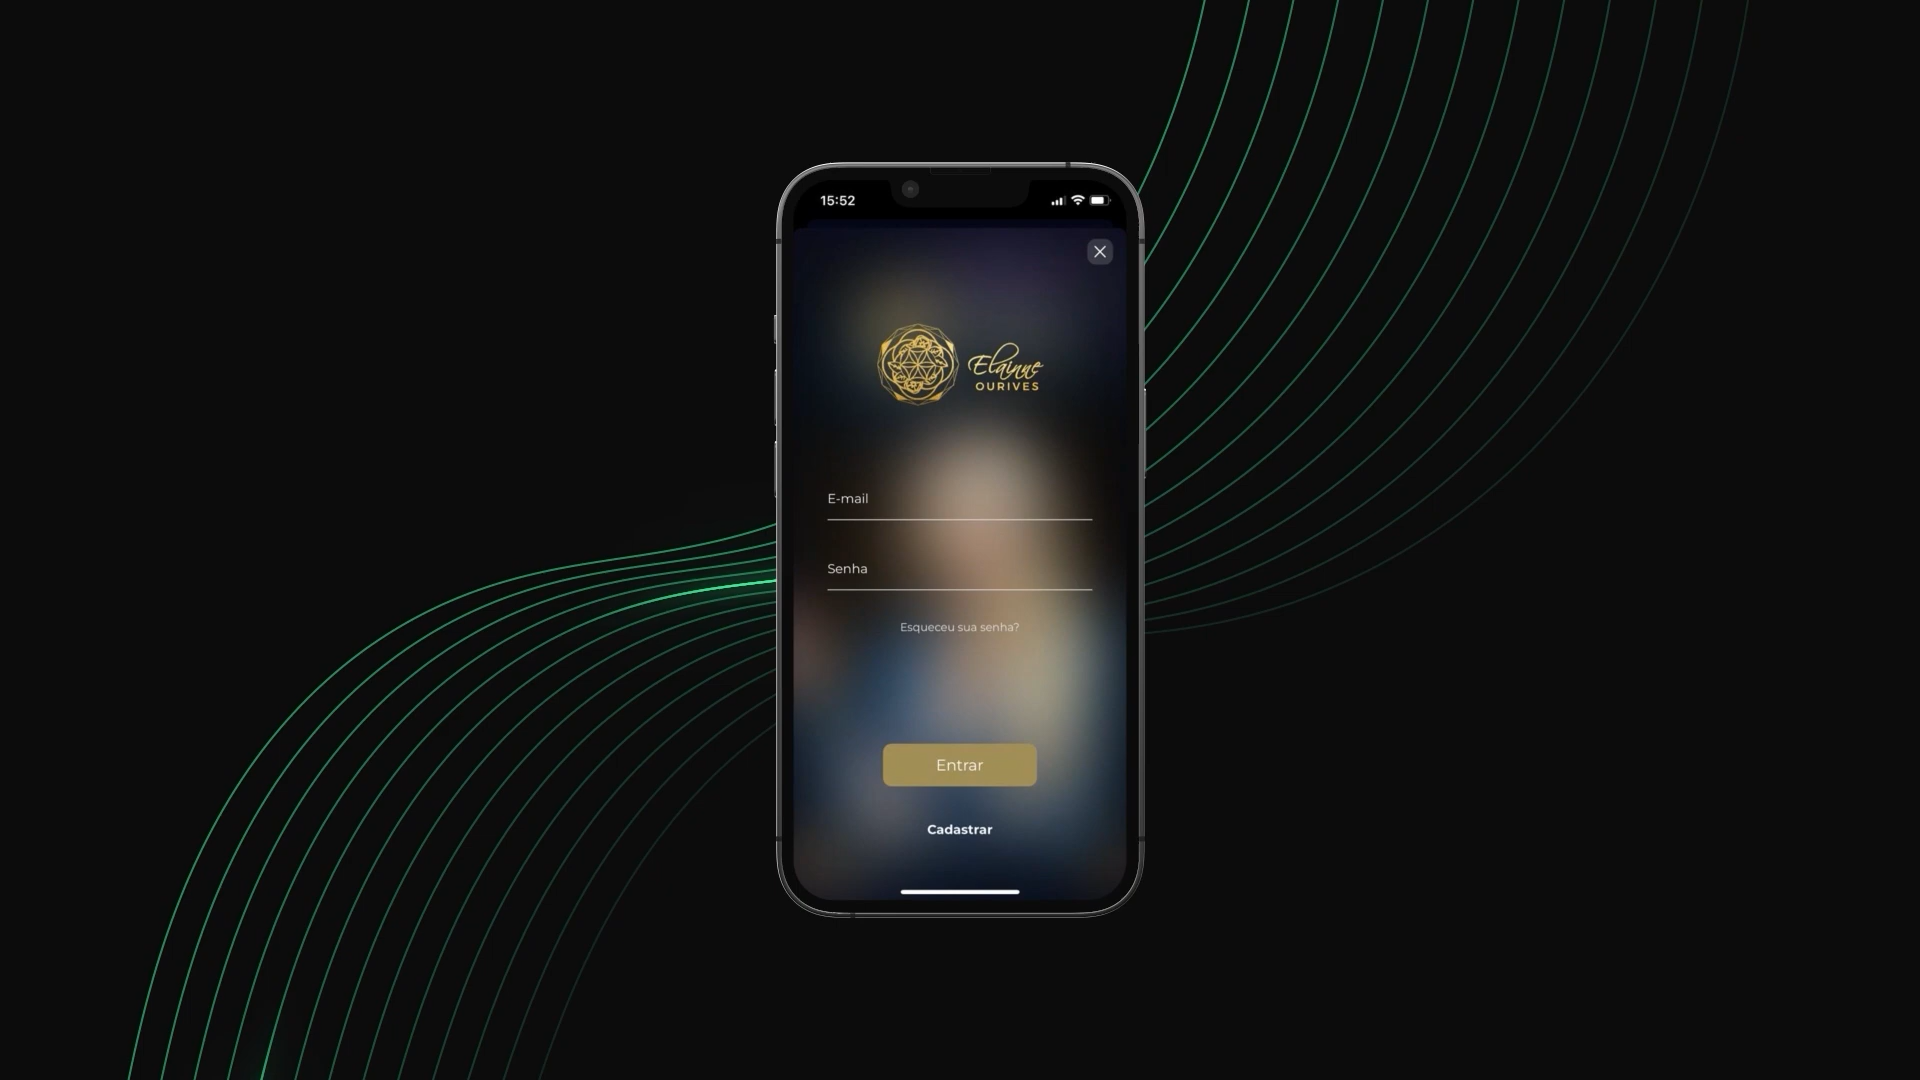 15:52
Elainne
OURIVES
E-mail
Senha
Esqueceu sua senha?
Entrar
Cadastrar